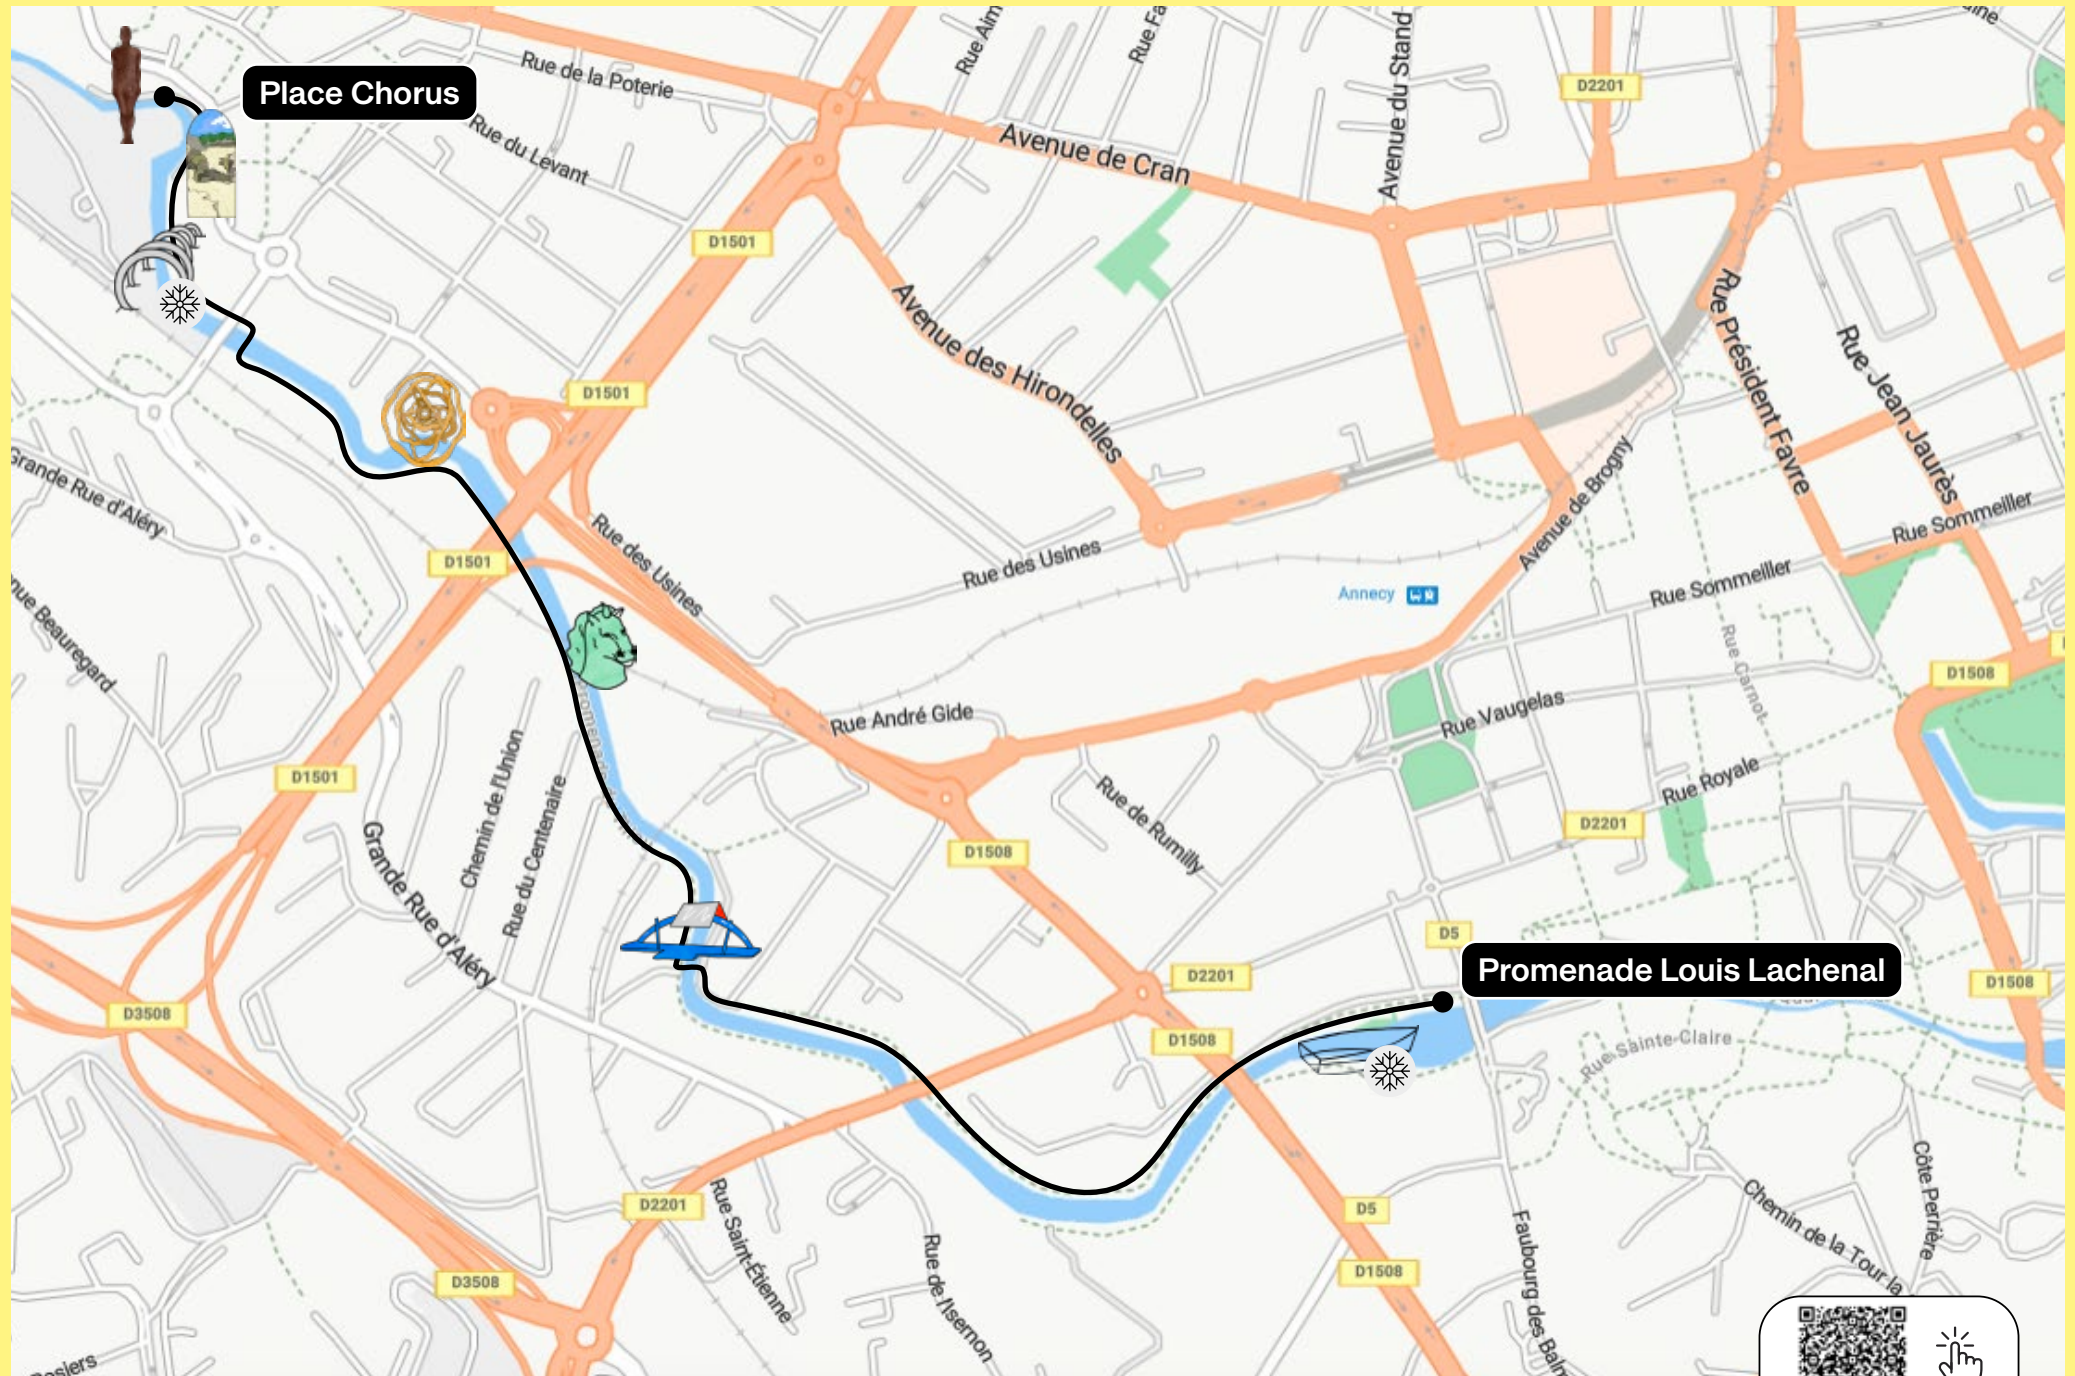 Place Chorus
Rue de la Poterie
Rue du Levant
Rue Aim
Avenue du Stand
D2201
Avenue de Cran
D1501
Avenue des Hirondelles
Rue Président Favre
Rue Jean Jaurès
D1501
Grande Rue d'Aléry
D1501
Rue des Usines
Rue des Usines
Avenue de Brogny
Rue Sommeiller
Rue Sommeiller
Annecy
nue Beauregard
Rue Carnot
D1508
Rue André Gide
Rue Vaugelas
D1501
Chemin de l'Union
Rue du Centenaire
Rue de Rumilly
Rue Royale
D2201
Grande Rue d'Aléry
D1508
D5
Promenade Louis Lachenal
D2201
D1508
D3508
D1508
Rue Sainte-Claire
D2201
Rue Saint-Étienne
Rue de l'Isernon
D5
D1508
D3508
Faubourg des Balm
Côte Perrière
Chemin de la Tour la